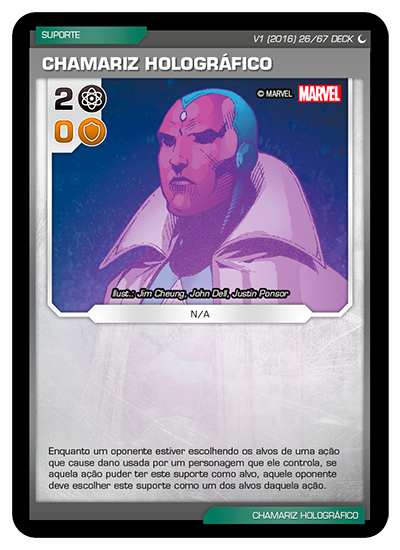 SUPORTE
V1 (2016) 26/67 DECK
CHAMARIZ HOLOGRÁFICO
2
© MARVEL MARVEL
0
Ilust.: Jim Cheung, John Dell, Justin Ponsor
N/A
Enquanto um oponente estiver escolhendo os alvos de uma ação
que cause dano usada por um personagem que ele controla, se
aquela ação puder ter este suporte como alvo, aquele oponente
deve escolher este suporte como um dos alvos daquela ação.
CHAMARIZ HOLOGRÁFICO